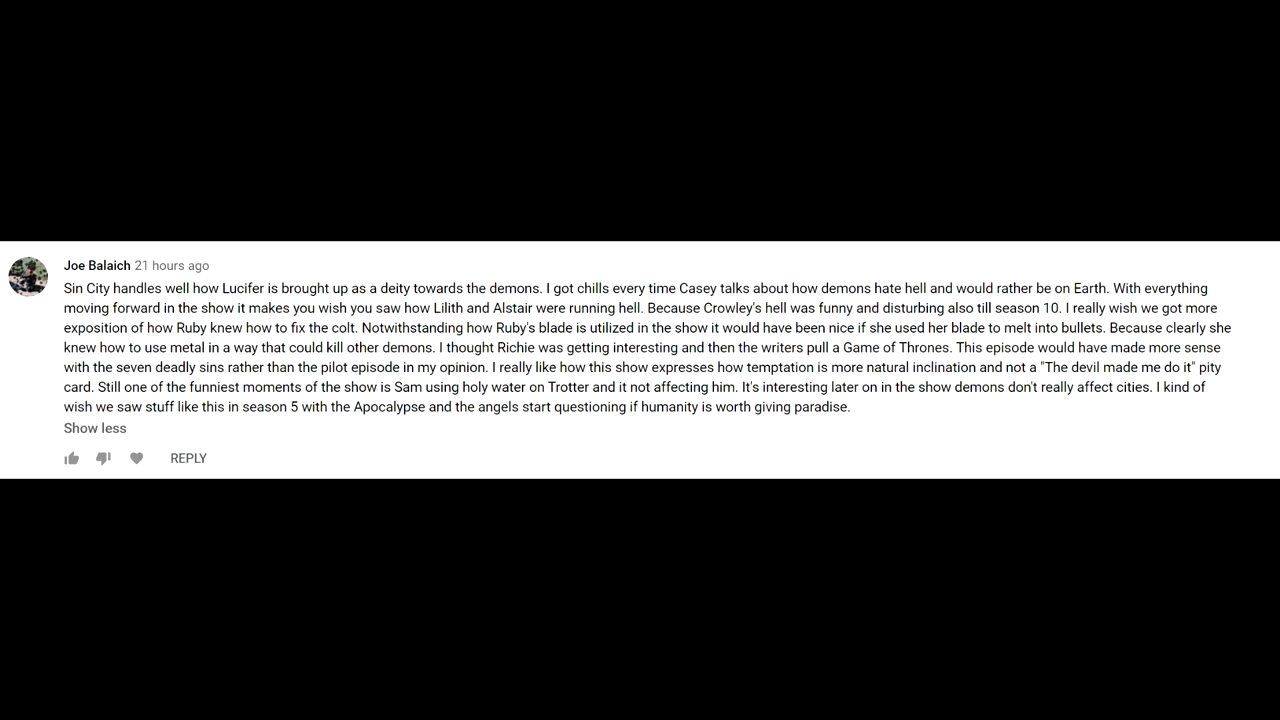 Joe Balaich 21 hours ago
Sin City handles well how Lucifer is brought up as a deity towards the demons. I got chills every time Casey talks about how demons hate hell and would rather be on Earth. With everything
moving forward in the show it makes you wish you saw how Lilith and Alstair were running hell. Because Crowley's hell was funny and disturbing also till season 10. I really wish we got more
exposition of how Ruby knew how to fix the colt. Notwithstanding how Ruby's blade is utilized in the show it would have been nice if she used her blade to melt into bullets. Because clearly she
knew how to use metal in a way that could kill other demons. I thought Richie was getting interesting and then the writers pull a Game of Thrones. This episode would have made more sense
with the seven deadly sins rather than the pilot episode in my opinion. I really like how this show expresses how temptation is more natural inclination and not a "The devil made me do it" pity
card. Still one of the funniest moments of the show is Sam using holy water on Trotter and it not affecting him. It's interesting later on in the show demons don't really affect cities. I kind of
wish we saw stuff like this in season 5 with the Apocalypse and the angels start questioning if humanity is worth giving paradise.
Show less
REPLY